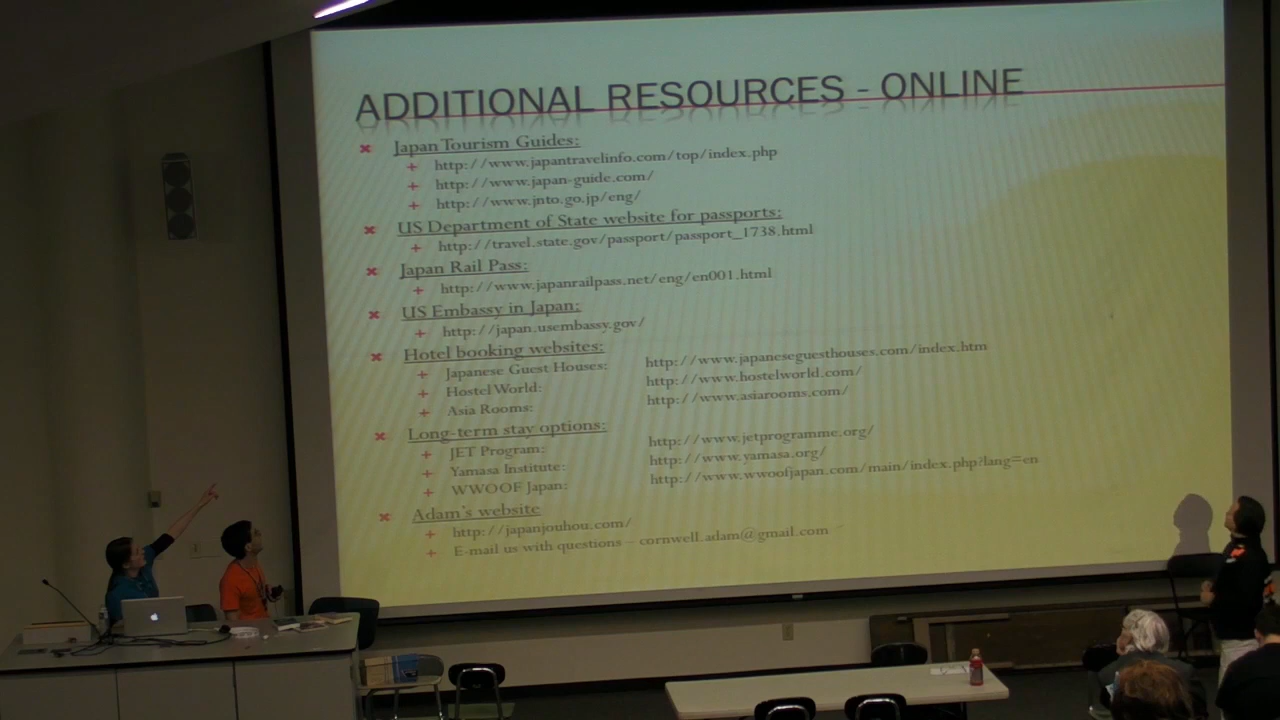 ADDITIONAL RESOURCES - ONLINE
Japan Tourism Guides:
http://www.japantravelinfo.com/top/index.php
http://www.japan-guide.com/
http://www.jnto.go.jp/eng/
US Department of State website for passports:
http://travel.state.gov/passport/passport_1738.html
Japan Rail Pass:
http://www.japanrailpass.net/eng/en001.html
US Embassy in Japan:
http://japan.usembassy.gov/
Hotel booking websites:
Japanese Guest Houses: http://www.japaneseguesthouses.com/index.htm
Hostel World: http://www.hostelworld.com/
Asia Rooms: http://www.asiarooms.com/
Long-term stay options:
JET Program: http://www.jetprogramme.org/
Yamasa Institute: http://www.yamasa.org/
WWOOF Japan: http://www.wwoofjapan.com/main/index.php?lang=en
Adam's website
http://japanjouhou.com/
E-mail us with questions – cornwell.adam@gmail.com